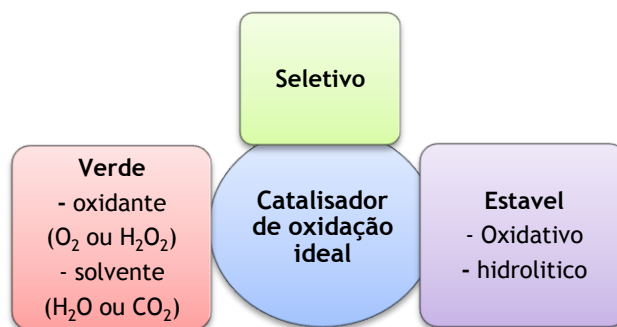 Seletivo
Verde
- oxidante
(O₂ ou H₂O₂)
- solvente
(H₂O ou CO₂)
Catalisador
de oxidação
ideal
Estavel
- Oxidativo
- hidrolitico